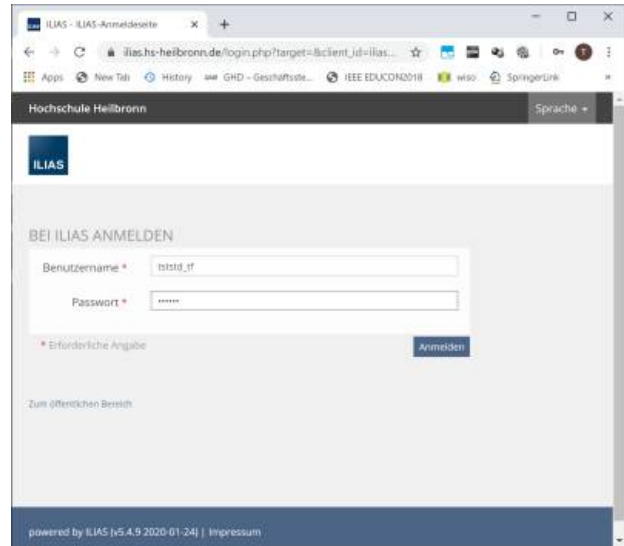 ILIAS - ILIAS-Anmeldeseite
ilias.hs-heilbronn.de/login.php?target=&client_id=ilias...
Apps New Tab History GHD - Geschäftsste... IEEE EDUCON2018 wiso SpringerLink »
Hochschule Heilbronn Sprache
ILIAS
BEI ILIAS ANMELDEN
Benutzername *
Passwort * ••••••
* Erforderliche Angabe Anmelden
Zum öffentlichen Bereich
powered by ILIAS (v5.4.9 2020-01-24) | Impressum